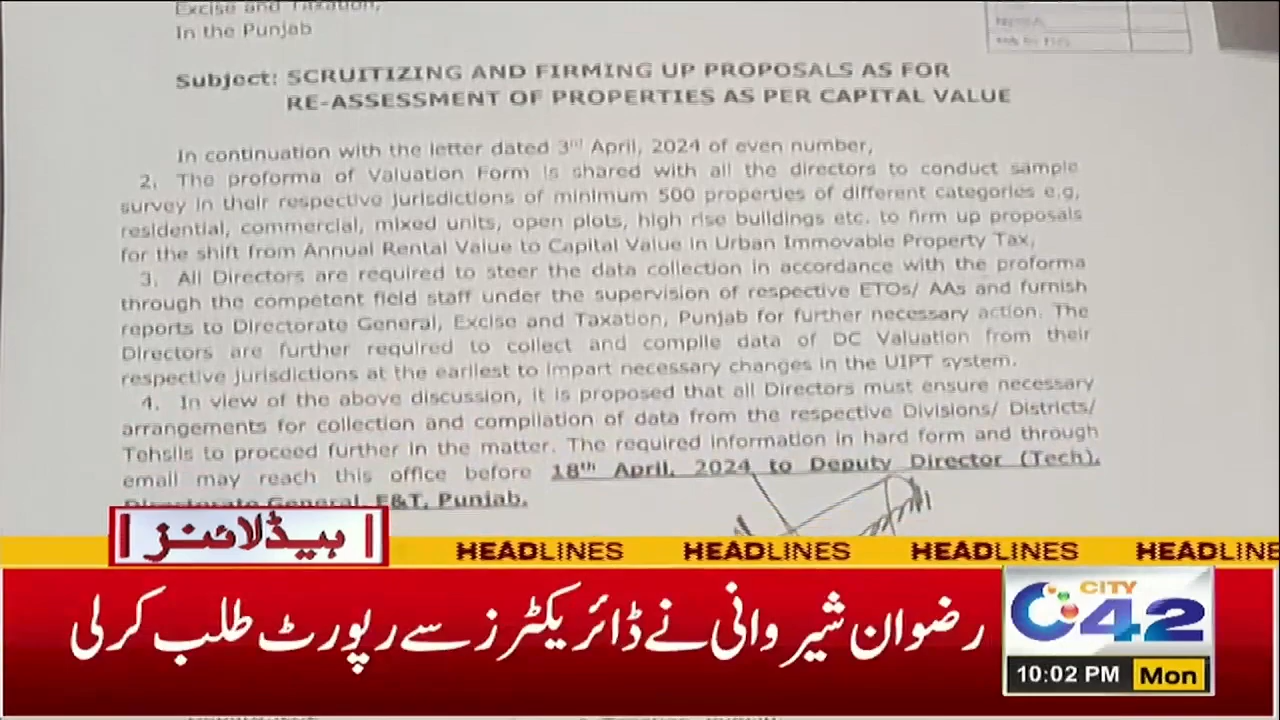 Excise and Taxation,
In the Punjab
Subject: SCRUITIZING AND FIRMING UP PROPOSALS AS FOR
RE-ASSESSMENT OF PROPERTIES AS PER CAPITAL VALUE
In continuation with the letter dated 3rd April, 2024 of even number,
2. The proforma of Valuation Form is shared with all the directors to conduct sample
survey in their respective jurisdictions of minimum 500 properties of different categories e.g,
residential, commercial, mixed units, open plots, high rise buildings etc. to firm up proposals
for the shift from Annual Rental Value to Capital Value in Urban Immovable Property Tax,
3. All Directors are required to steer the data collection in accordance with the proforma
through the competent field staff under the supervision of respective ETOs/ AAs and furnish
reports to Directorate General, Excise and Taxation, Punjab for further necessary action. The
Directors are further required to collect and compile data of DC Valuation from their
respective jurisdictions at the earliest to impart necessary changes in the UIPT system.
4. In view of the above discussion, it is proposed that all Directors must ensure necessary
arrangements for collection and compilation of data from the respective Divisions/ Districts/
Tehsils to proceed further in the matter. The required information in hard form and through
email may reach this office before 18th April, 2024 to Deputy Director (Tech),
Directorate General, E&T, Punjab.
ہیڈلائنز
HEADLINES HEADLINES HEADLINES HEADLINE
رضوان شیروانی نے ڈائریکٹرز سے رپورٹ طلب کرلی
CITY
42
10:02 PM Mon